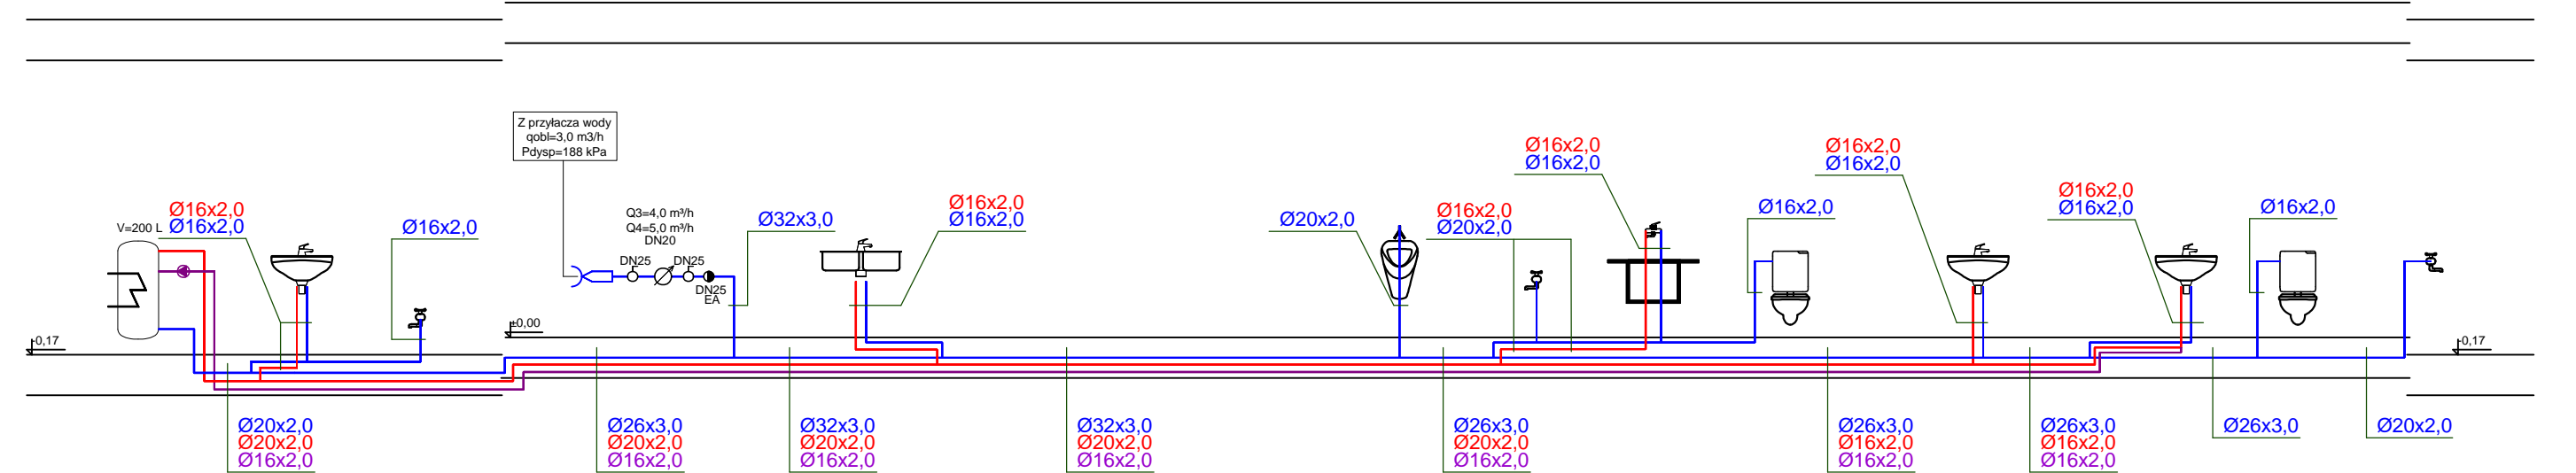 Z przyłacza wody
qobl=3,0 m3/h
Pdysp=188 kPa
V=200 L
Ø16x2,0
Ø16x2,0
Ø16x2,0
Q3=4,0 m³/h
Q4=5,0 m³/h
DN20
DN25
DN25
DN25
EA
Ø32x3,0
Ø16x2,0
Ø16x2,0
Ø20x2,0
Ø16x2,0
Ø20x2,0
Ø16x2,0
Ø16x2,0
Ø16x2,0
Ø16x2,0
Ø16x2,0
Ø16x2,0
Ø16x2,0
Ø16x2,0
-0,17
±0,00
-0,17
Ø20x2,0
Ø20x2,0
Ø16x2,0
Ø26x3,0
Ø20x2,0
Ø16x2,0
Ø32x3,0
Ø20x2,0
Ø16x2,0
Ø32x3,0
Ø20x2,0
Ø16x2,0
Ø26x3,0
Ø20x2,0
Ø16x2,0
Ø26x3,0
Ø16x2,0
Ø16x2,0
Ø26x3,0
Ø16x2,0
Ø16x2,0
Ø26x3,0
Ø20x2,0